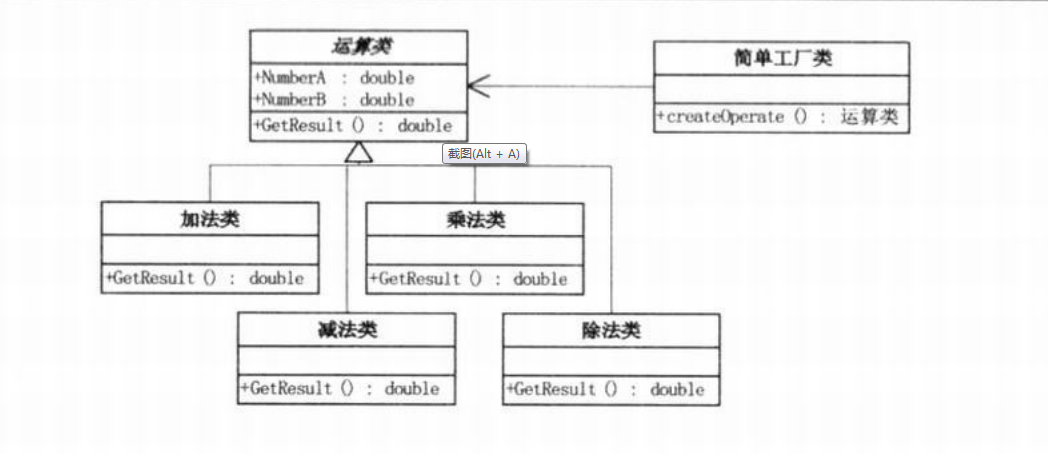 运算类
+NumberA : double
+NumberB : double
+GetResult () : double
简单工厂类
+createOperate () : 运算类
截图(Alt + A)
加法类
+GetResult () : double
乘法类
+GetResult () : double
减法类
+GetResult () : double
除法类
+GetResult () : double